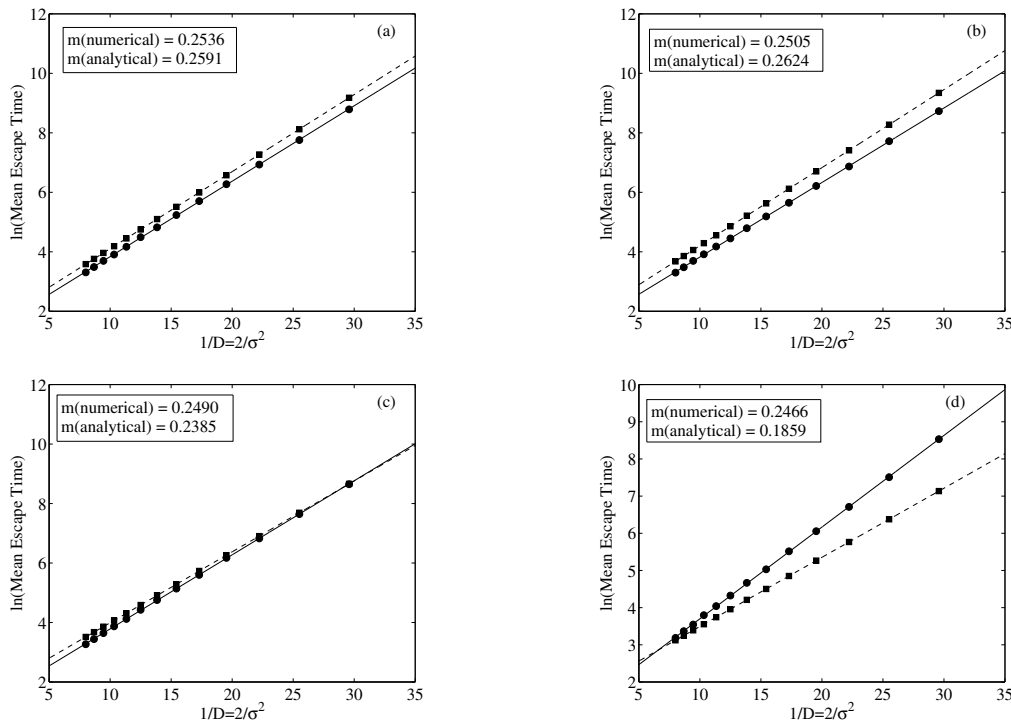 12
(a)
m(numerical) = 0.2536
m(analytical) = 0.2591
10
8
6
4
2
ln(Mean Escape Time)
5 10 15 20 25 30 35
1/D=2/σ²
12
(b)
m(numerical) = 0.2505
m(analytical) = 0.2624
10
8
6
4
2
ln(Mean Escape Time)
5 10 15 20 25 30 35
1/D=2/σ²
12
(c)
m(numerical) = 0.2490
m(analytical) = 0.2385
10
8
6
4
2
ln(Mean Escape Time)
5 10 15 20 25 30 35
1/D=2/σ²
10
(d)
m(numerical) = 0.2466
m(analytical) = 0.1859
9
8
7
6
5
4
3
2
ln(Mean Escape Time)
5 10 15 20 25 30 35
1/D=2/σ²